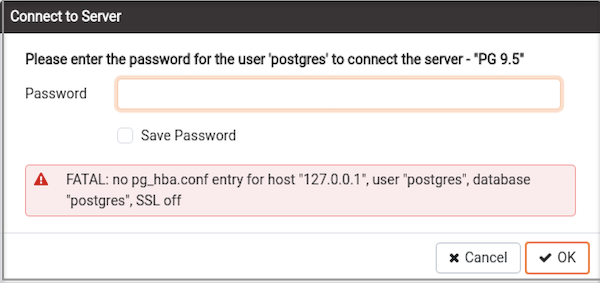 Connect to Server
Please enter the password for the user 'postgres' to connect the server - "PG 9.5"
Password
Save Password
FATAL: no pg_hba.conf entry for host "127.0.0.1", user "postgres", database
"postgres", SSL off
Cancel
OK